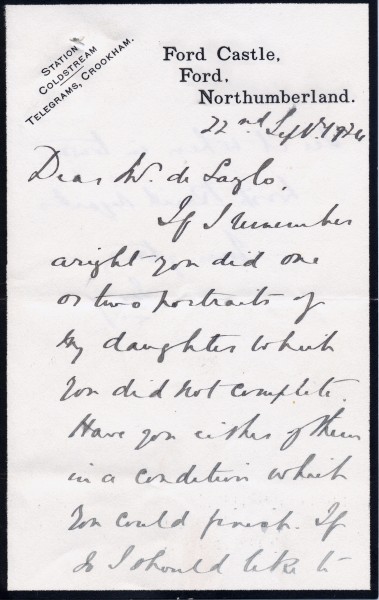 STATION
COLDSTREAM
TELEGRAMS, CROOKHAM.
Ford Castle,
Ford,
Northumberland.
22nd Sept 1926
Dear Mr. de Laszlo,
If I remember
aright you did one
or two portraits of
my daughter which
you did not complete.
Have you either of them
in a condition which
you could finish. If
so I should like to